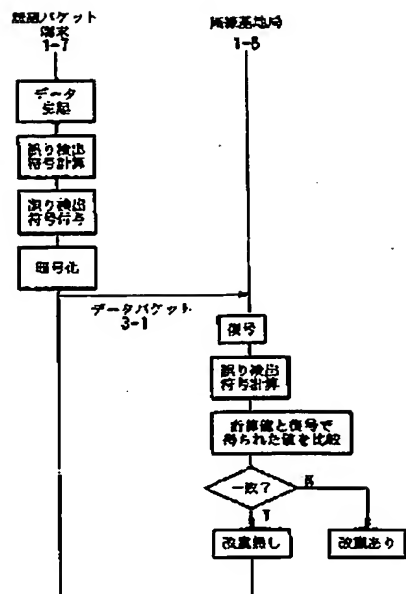 無線パケット
端末
1-7
無線基地局
1-5
データ
生起
誤り検出
符号計算
誤り検出
符号付与
暗号化
データパケット
3-1
復号
誤り検出
符号計算
計算値と復号で
得られた値を比較
一致?
Y
改竄無し
改竄あり